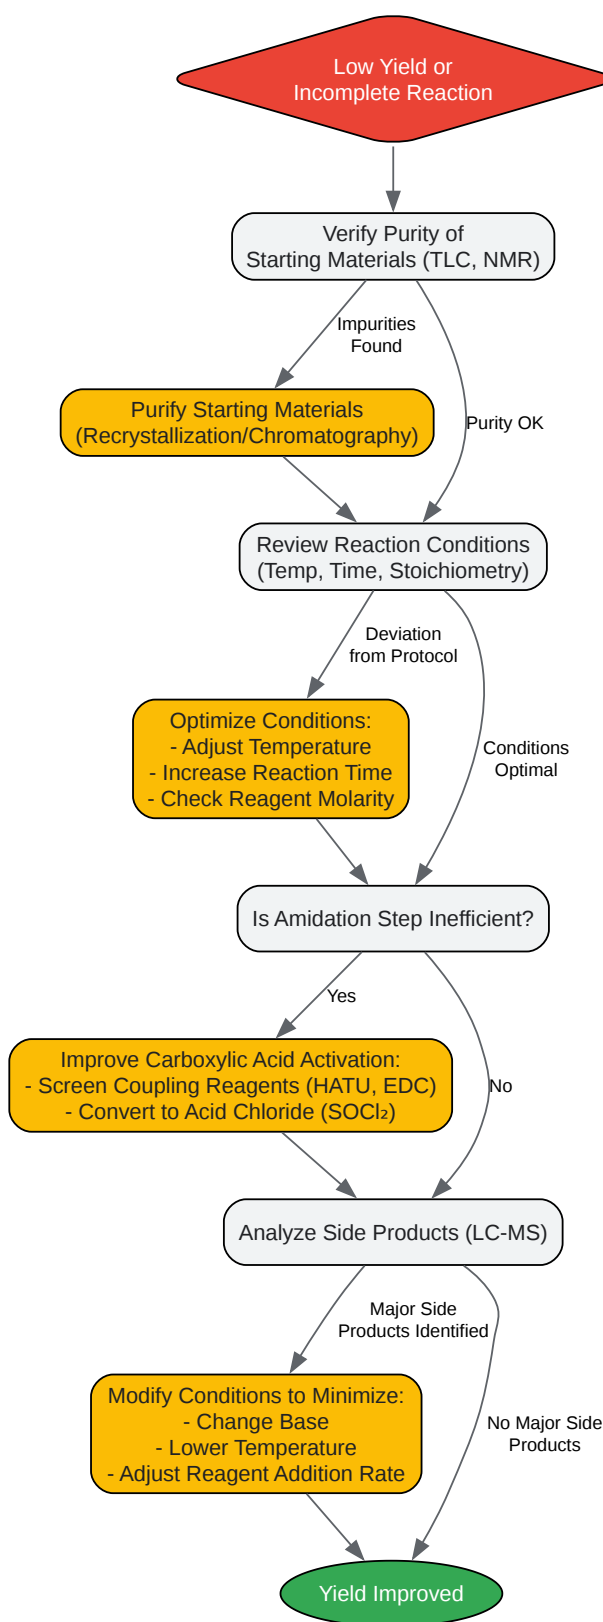 Low Yield or
Incomplete Reaction
Verify Purity of
Starting Materials (TLC, NMR)
Impurities
Found
Purify Starting Materials
(Recrystallization/Chromatography)
Purity OK
Review Reaction Conditions
(Temp, Time, Stoichiometry)
Deviation
from Protocol
Optimize Conditions:
- Adjust Temperature
- Increase Reaction Time
- Check Reagent Molarity
Conditions
Optimal
Is Amidation Step Inefficient?
Yes
Improve Carboxylic Acid Activation:
- Screen Coupling Reagents (HATU, EDC)
- Convert to Acid Chloride (SOCl₂)
No
Analyze Side Products (LC-MS)
Major Side
Products Identified
Modify Conditions to Minimize:
- Change Base
- Lower Temperature
- Adjust Reagent Addition Rate
No Major Side
Products
Yield Improved